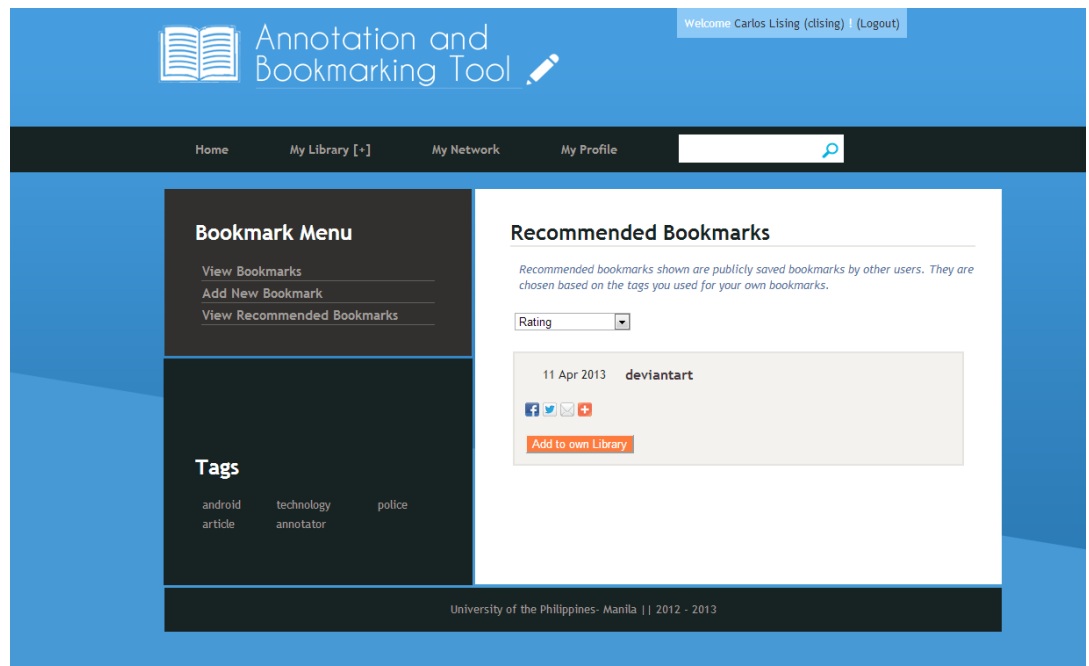 Welcome Carlos Lising (clising) ! (Logout)
Annotation and
Bookmarking Tool
Home My Library [+] My Network My Profile
Bookmark Menu
View Bookmarks
Add New Bookmark
View Recommended Bookmarks
Tags
android technology police
article annotator
Recommended Bookmarks
Recommended bookmarks shown are publicly saved bookmarks by other users. They are
chosen based on the tags you used for your own bookmarks.
Rating
11 Apr 2013 deviantart
Add to own Library
University of the Philippines- Manila || 2012 - 2013